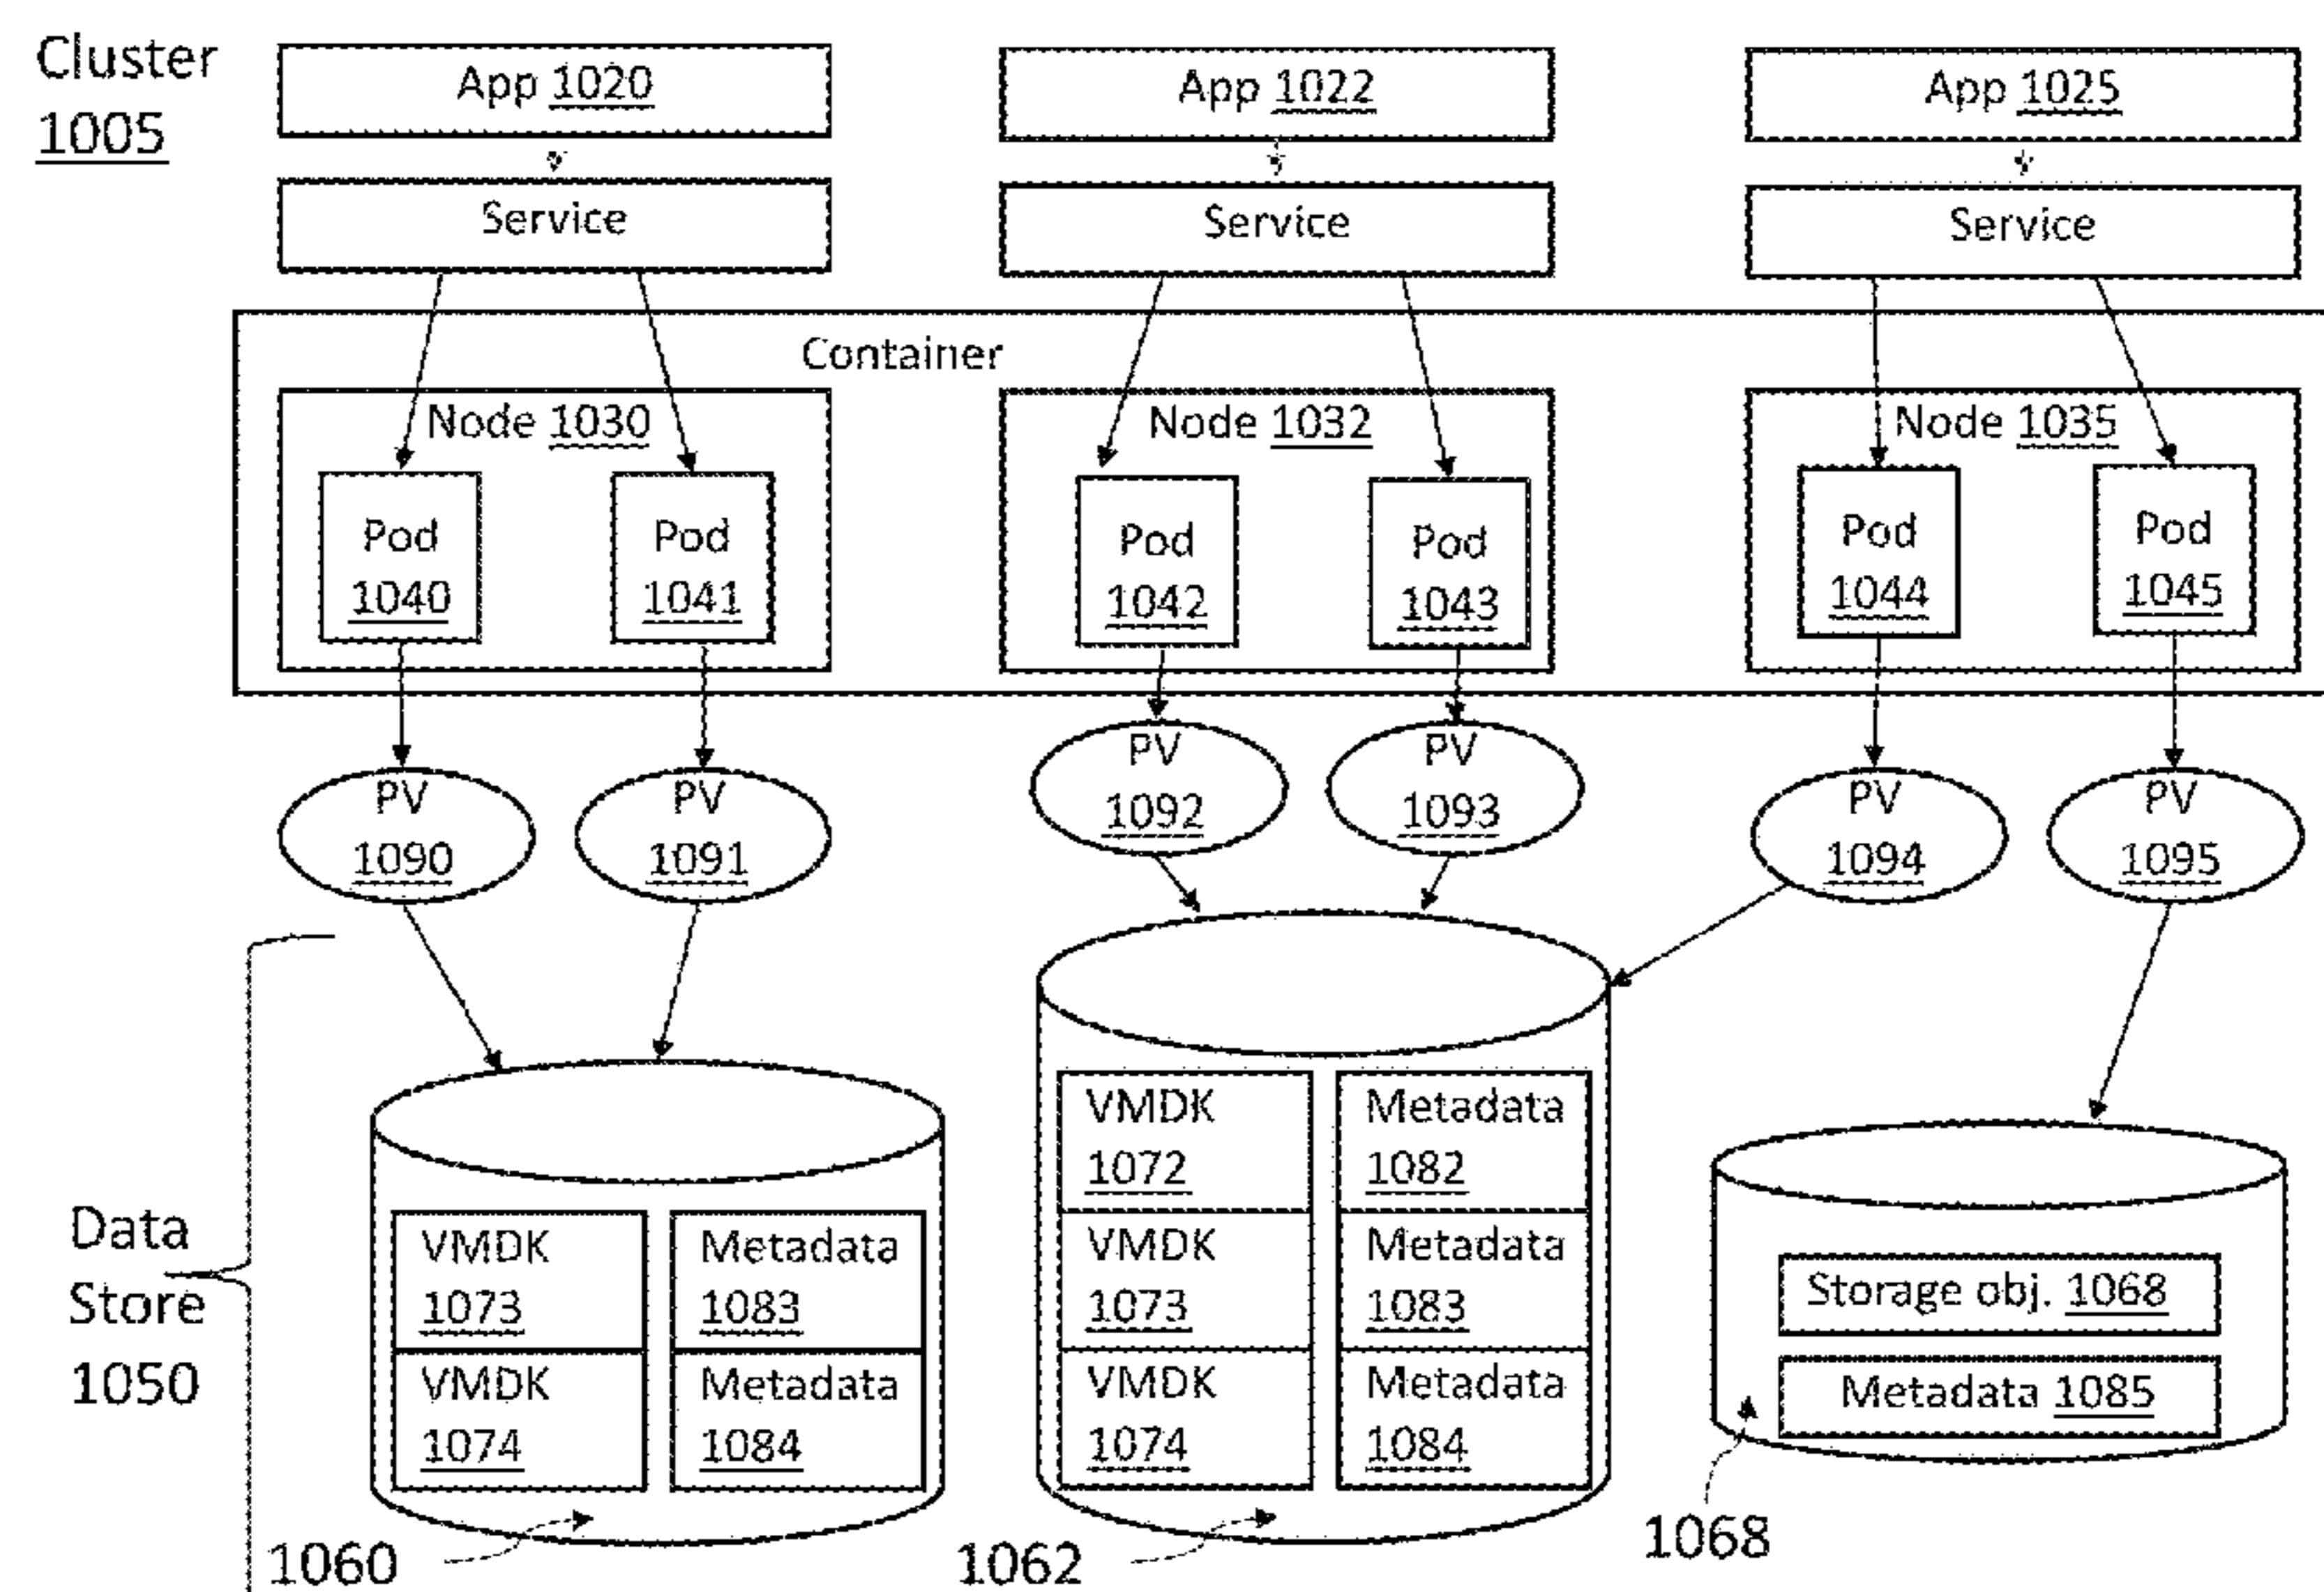 Cluster
1005
App 1020
App 1022
App 1025
Service
Service
Service
Container
Node 1030
Node 1032
Node 1035
Pod
1040
Pod
1041
Pod
1042
Pod
1043
Pod
1044
Pod
1045
PV
1090
PV
1091
PV
1092
PV
1093
PV
1094
PV
1095
Data
Store
1050
VMDK
1073
Metadata
1083
VMDK
1074
Metadata
1084
1060
VMDK
1072
Metadata
1082
VMDK
1073
Metadata
1083
VMDK
1074
Metadata
1084
1062
Storage obj. 1068
Metadata 1085
1068